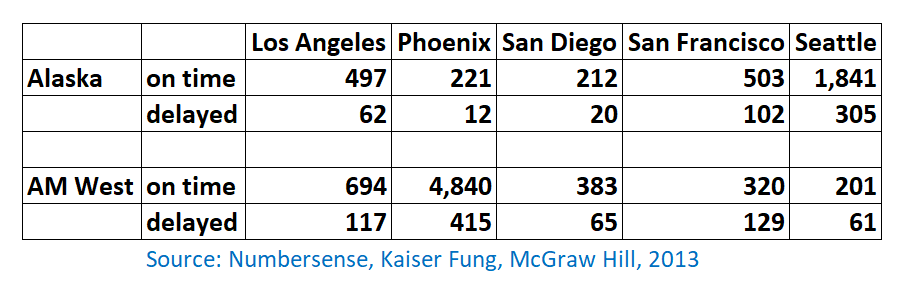 Los Angeles Phoenix San Diego San Francisco Seattle
Alaska on time 497 221 212 503 1,841
delayed 62 12 20 102 305
AM West on time 694 4,840 383 320 201
delayed 117 415 65 129 61
Source: Numbersense, Kaiser Fung, McGraw Hill, 2013